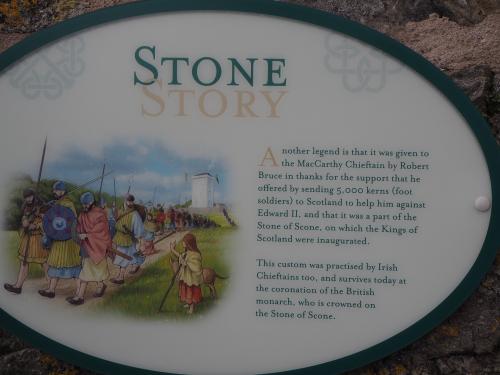 STONE
STORY
Another legend is that it was given to
the MacCarthy Chieftain by Robert
Bruce in thanks for the support that he
offered by sending 5,000 kerns (foot
soldiers) to Scotland to help him against
Edward II, and that it was a part of the
Stone of Scone, on which the Kings of
Scotland were inaugurated.
This custom was practised by Irish
Chieftains too, and survives today at
the coronation of the British
monarch, who is crowned on
the Stone of Scone.